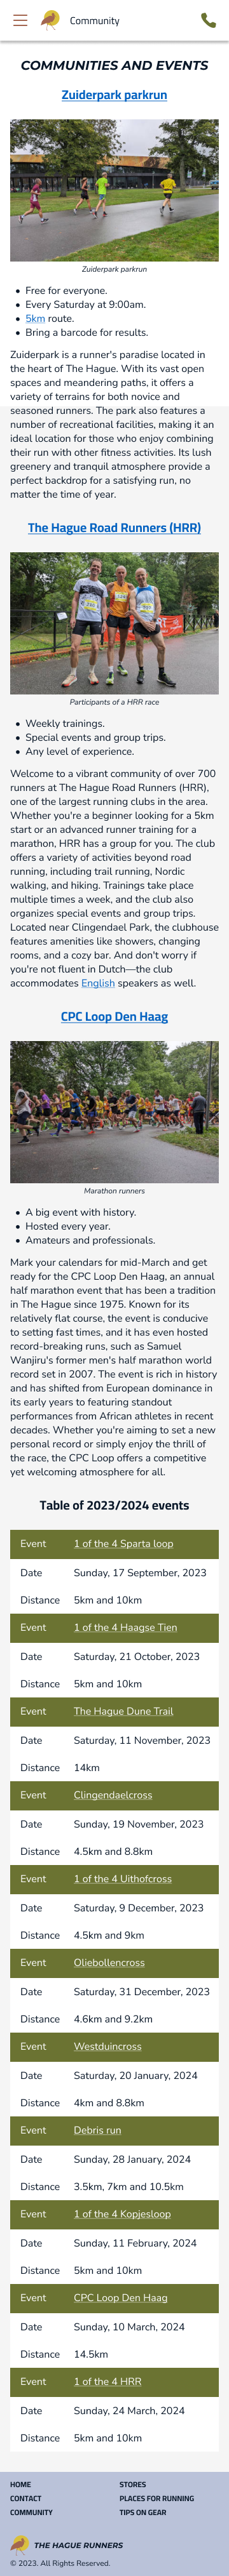 Community
COMMUNITIES AND EVENTS
Zuiderpark parkrun
Zuiderpark parkrun
• Free for everyone.
• Every Saturday at 9:00am.
• 5km route.
• Bring a barcode for results.
Zuiderpark is a runner's paradise located in
the heart of The Hague. With its vast open
spaces and meandering paths, it offers a
variety of terrains for both novice and
seasoned runners. The park also features a
number of recreational facilities, making it an
ideal location for those who enjoy combining
their run with other fitness activities. Its lush
greenery and tranquil atmosphere provide a
perfect backdrop for a satisfying run, no
matter the time of year.
The Hague Road Runners (HRR)
Participants of a HRR race
• Weekly trainings.
• Special events and group trips.
• Any level of experience.
Welcome to a vibrant community of over 700
runners at The Hague Road Runners (HRR),
one of the largest running clubs in the area.
Whether you're a beginner looking for a 5km
start or an advanced runner training for a
marathon, HRR has a group for you. The club
offers a variety of activities beyond road
running, including trail running, Nordic
walking, and hiking. Trainings take place
multiple times a week, and the club also
organizes special events and group trips.
Located near Clingendael Park, the clubhouse
features amenities like showers, changing
rooms, and a cozy bar. And don't worry if
you're not fluent in Dutch—the club
accommodates English speakers as well.
CPC Loop Den Haag
Marathon runners
• A big event with history.
• Hosted every year.
• Amateurs and professionals.
Mark your calendars for mid-March and get
ready for the CPC Loop Den Haag, an annual
half marathon event that has been a tradition
in The Hague since 1975. Known for its
relatively flat course, the event is conducive
to setting fast times, and it has even hosted
record-breaking runs, such as Samuel
Wanjiru's former men's half marathon world
record set in 2007. The event is rich in history
and has shifted from European dominance in
its early years to featuring standout
performances from African athletes in recent
decades. Whether you're aiming to set a new
personal record or simply enjoy the thrill of
the race, the CPC Loop offers a competitive
yet welcoming atmosphere for all.
Table of 2023/2024 events
Event 1 of the 4 Sparta loop
Date Sunday, 17 September, 2023
Distance 5km and 10km
Event 1 of the 4 Haagse Tien
Date Saturday, 21 October, 2023
Distance 5km and 10km
Event The Hague Dune Trail
Date Saturday, 11 November, 2023
Distance 14km
Event Clingendaelcross
Date Sunday, 19 November, 2023
Distance 4.5km and 8.8km
Event 1 of the 4 Uithofcross
Date Saturday, 9 December, 2023
Distance 4.5km and 9km
Event Oliebollencross
Date Saturday, 31 December, 2023
Distance 4.6km and 9.2km
Event Westduincross
Date Saturday, 20 January, 2024
Distance 4km and 8.8km
Event Debris run
Date Sunday, 28 January, 2024
Distance 3.5km, 7km and 10.5km
Event 1 of the 4 Kopjesloop
Date Sunday, 11 February, 2024
Distance 5km and 10km
Event CPC Loop Den Haag
Date Sunday, 10 March, 2024
Distance 14.5km
Event 1 of the 4 HRR
Date Sunday, 24 March, 2024
Distance 5km and 10km
HOME STORES
CONTACT PLACES FOR RUNNING
COMMUNITY TIPS ON GEAR
THE HAGUE RUNNERS
© 2023. All Rights Reserved.